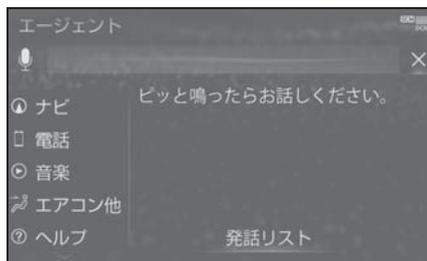 エージェント
DCM
ピッと鳴ったらお話しください。
ナビ
電話
音楽
エアコン他
ヘルプ
発話リスト